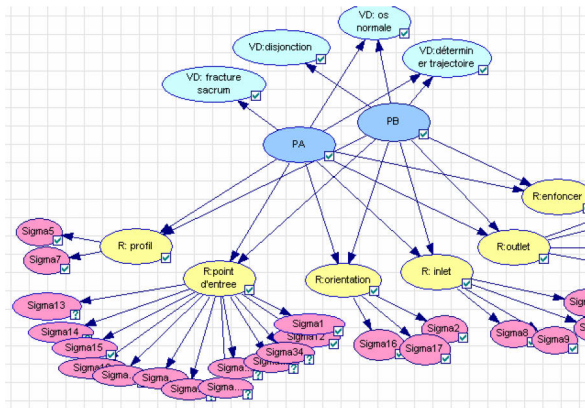 VD: os
normale
VD:disjonction
VD:détermin
er trajectoire
VD: fracture
sacrum
PB
PA
R:enfoncer
Sigma5
R: profil
R:outlet
Sigma7
R:point
d'entree
R:orientation
R: inlet
Sigma13
Sigma1
Sigma14
Sigma2
Sigma8
Sigma15
Sigma12
Sigma16
Sigma9
Sigma34
Sigma17